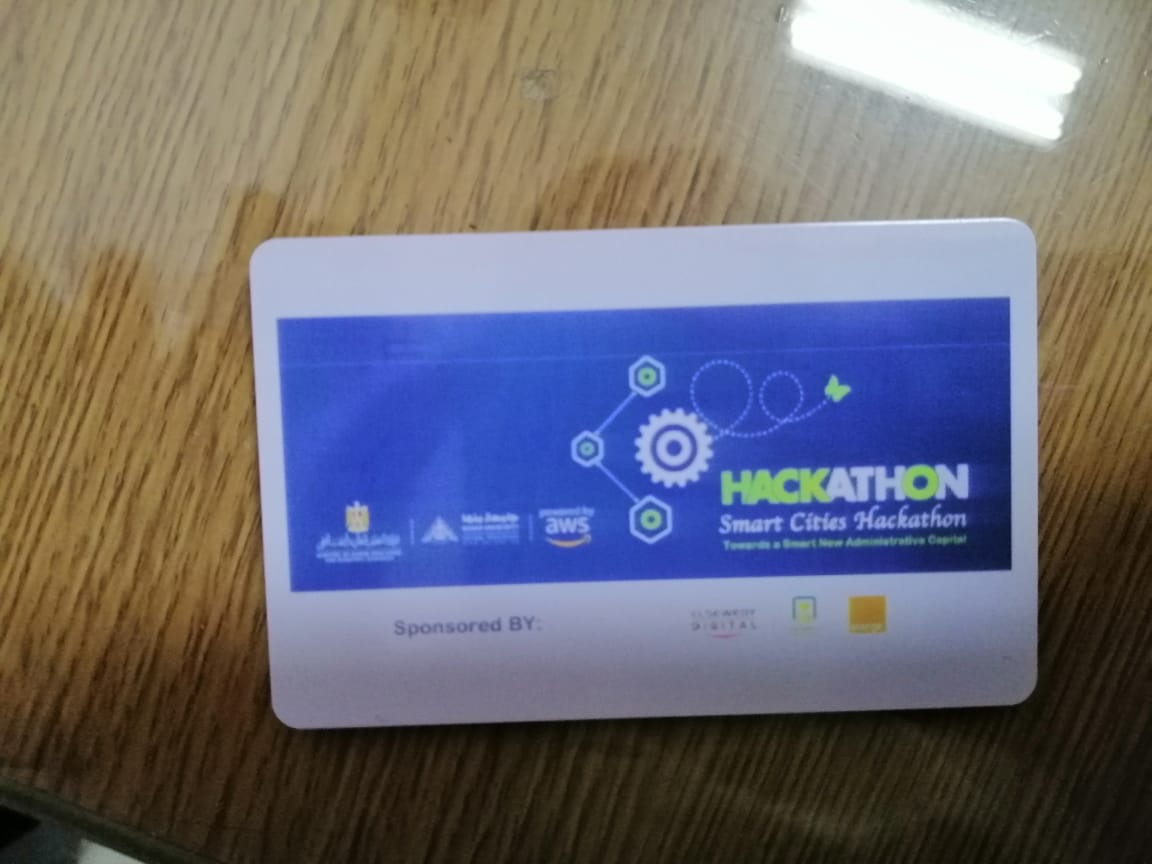 HACKATHON
Smart Cities Hackathon
Towards a Smart New Administrative Capital
powered by
aws
Sponsored BY:
ELSEWEDY
DIGITAL
orange